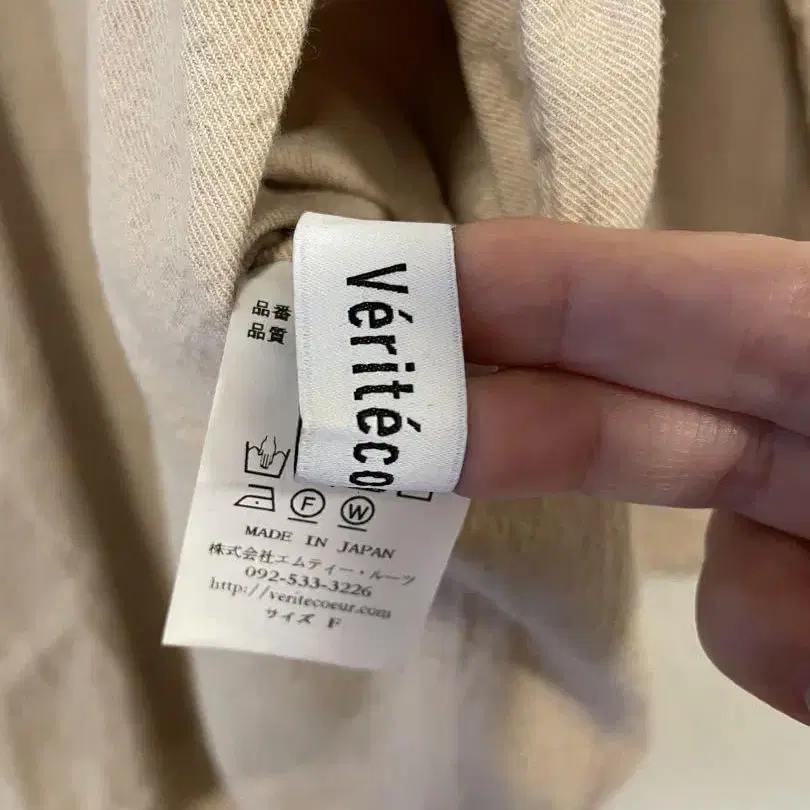 Véritéco
品番
品質
F W
MADE IN JAPAN
株式会社エムティー・ルーツ
092-533-3226
http://veritecoeur.com
サイズ F